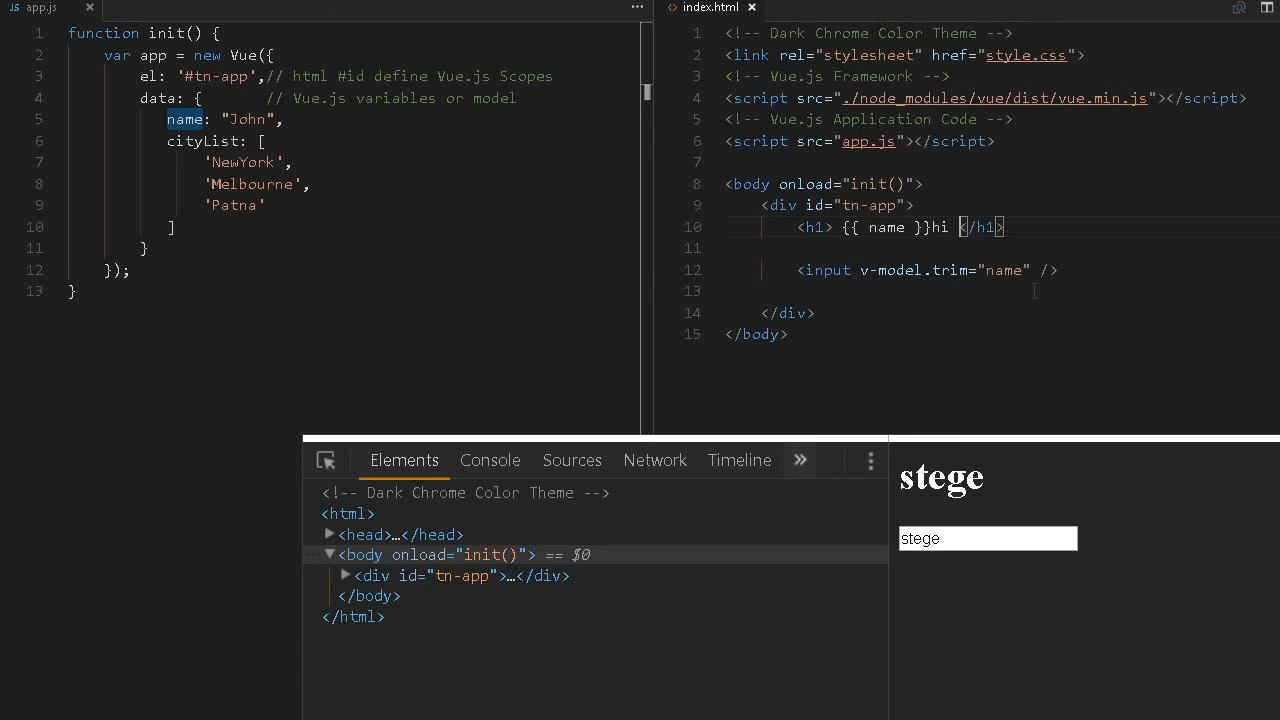 JS app.js ×
1 function init() {
2 var app = new Vue({
3 el: '#tn-app',// html #id define Vue.js Scopes
4 data: { // Vue.js variables or model
5 name: "John",
6 cityList: [
7 'NewYork',
8 'Melbourne',
9 'Patna'
10 ]
11 }
12 });
13 }
<> index.html ×
1 <!-- Dark Chrome Color Theme -->
2 <link rel="stylesheet" href="style.css">
3 <!-- Vue.js Framework -->
4 <script src="./node_modules/vue/dist/vue.min.js"></script>
5 <!-- Vue.js Application Code -->
6 <script src="app.js"></script>
7
8 <body onload="init()">
9 <div id="tn-app">
10 <h1> {{ name }}hi </h1>
11
12 <input v-model.trim="name" />
13
14 </div>
15 </body>
Elements Console Sources Network Timeline »
<!-- Dark Chrome Color Theme -->
<html>
<head>…</head>
<body onload="init()"> == $0
<div id="tn-app">…</div>
</body>
</html>
stege
stege